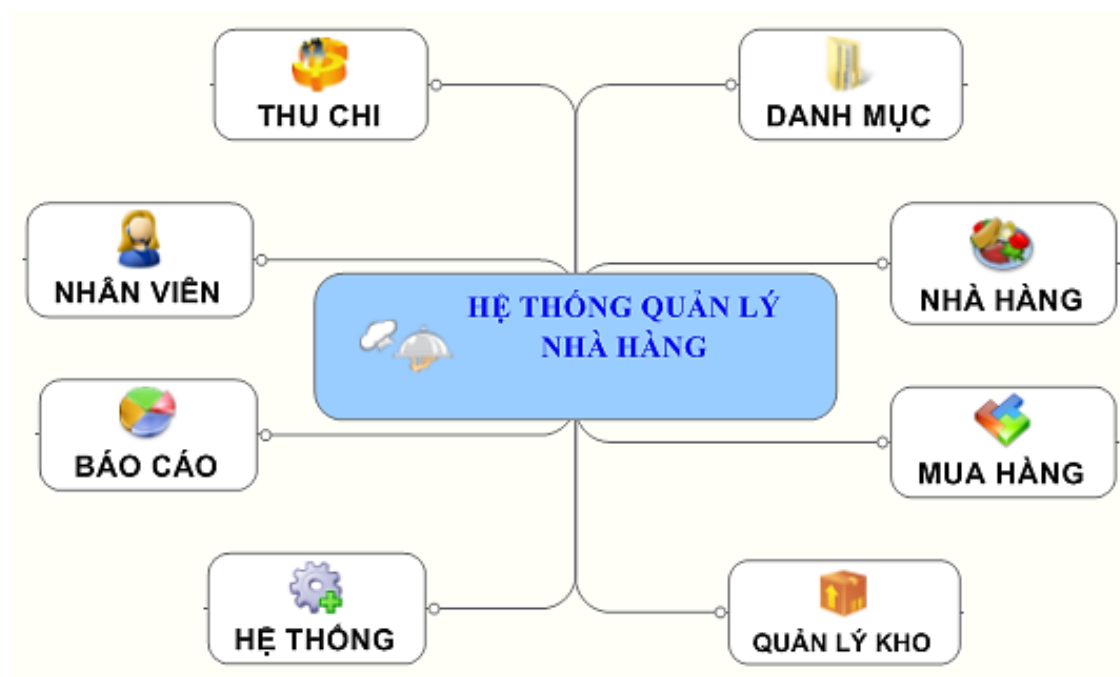 THU CHI
DANH MỤC
NHÂN VIÊN
NHÀ HÀNG
HỆ THỐNG QUẢN LÝ
NHÀ HÀNG
BÁO CÁO
MUA HÀNG
HỆ THỐNG
QUẢN LÝ KHO